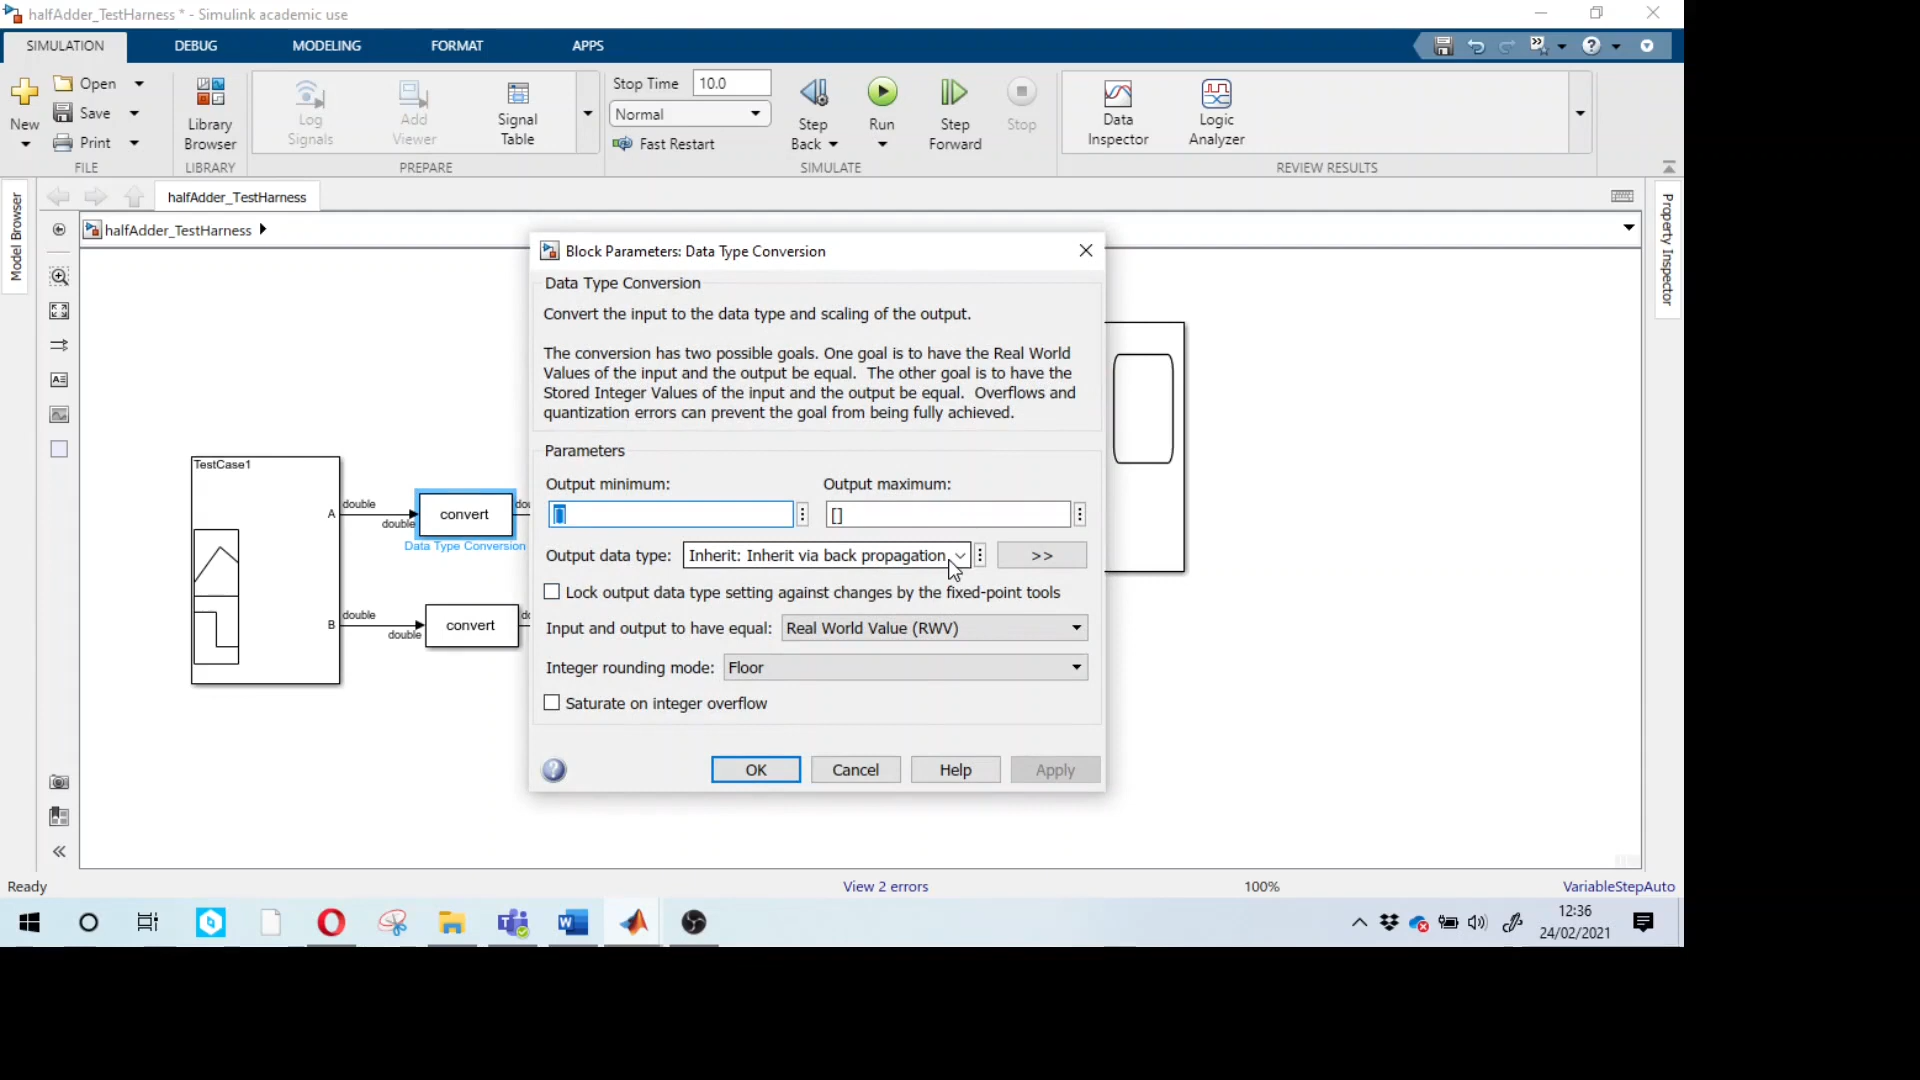 halfAdder_TestHarness * - Simulink academic use
SIMULATION DEBUG MODELING FORMAT APPS
New
Open
Save
Print
FILE
Library Browser
LIBRARY
Log Signals
Add Viewer
Signal Table
PREPARE
Stop Time 10.0
Normal
Fast Restart
Step Back
Run
Step Forward
Stop
SIMULATE
Data Inspector
Logic Analyzer
REVIEW RESULTS
Model Browser
halfAdder_TestHarness
halfAdder_TestHarness
Property Inspector
TestCase1
A
double
double
convert
dou
Data Type Conversion
B
double
double
convert
Block Parameters: Data Type Conversion
Data Type Conversion
Convert the input to the data type and scaling of the output.
The conversion has two possible goals. One goal is to have the Real World
Values of the input and the output be equal. The other goal is to have the
Stored Integer Values of the input and the output be equal. Overflows and
quantization errors can prevent the goal from being fully achieved.
Parameters
Output minimum: Output maximum:
[] []
Output data type: Inherit: Inherit via back propagation >>
Lock output data type setting against changes by the fixed-point tools
Input and output to have equal: Real World Value (RWV)
Integer rounding mode: Floor
Saturate on integer overflow
OK Cancel Help Apply
Ready View 2 errors 100% VariableStepAuto
12:36
24/02/2021